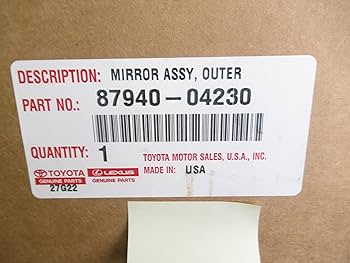 DESCRIPTION: MIRROR ASSY, OUTER
PART NO.: 87940-04230
QUANTITY: 1 TOYOTA MOTOR SALES, U.S.A., INC.
TOYOTA LEXUS MADE IN: USA
GENUINE PARTS GENUINE PARTS
27G22